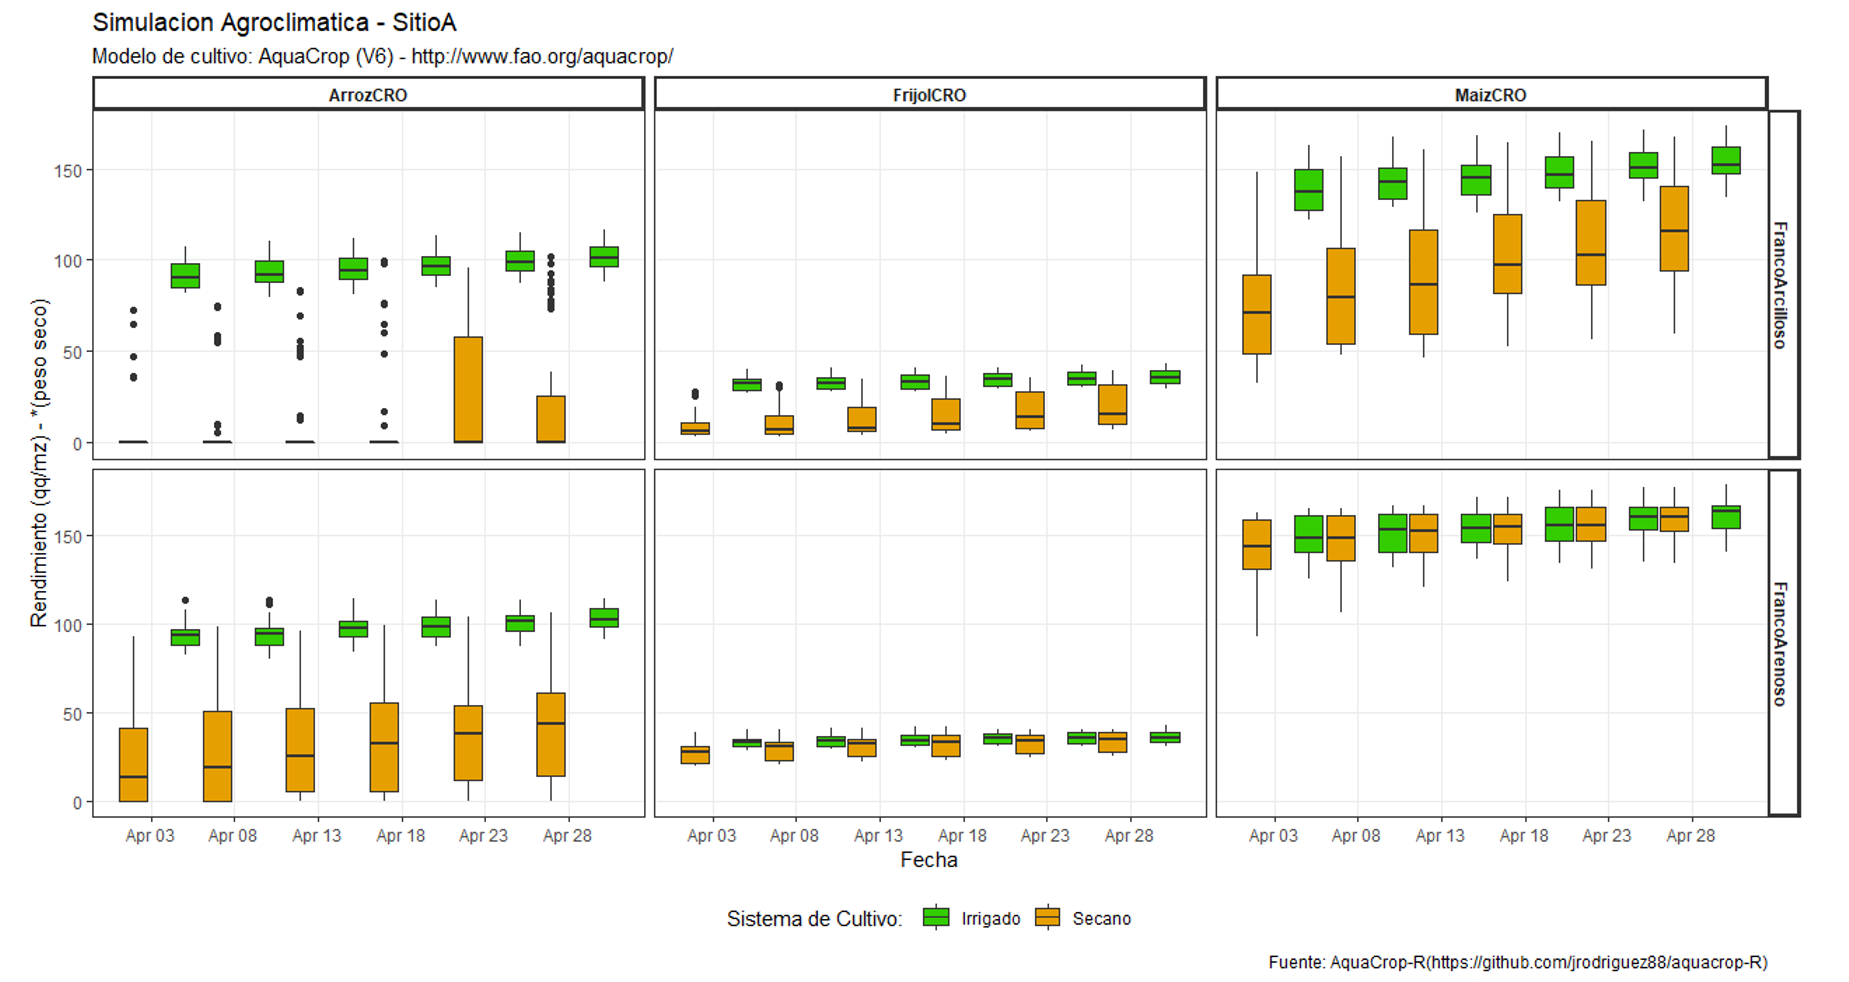 Simulacion Agroclimatica - SitioA
Modelo de cultivo: AquaCrop (V6) - http://www.fao.org/aquacrop/
ArrozCRO
FrijolCRO
MaizCRO
Rendimiento (qq/mz) - *(peso seco)
150
100
50
0
FrancoArcilloso
150
100
50
0
FrancoArenoso
Apr 03 Apr 08 Apr 13 Apr 18 Apr 23 Apr 28
Apr 03 Apr 08 Apr 13 Apr 18 Apr 23 Apr 28
Apr 03 Apr 08 Apr 13 Apr 18 Apr 23 Apr 28
Fecha
Sistema de Cultivo: Irrigado Secano
Fuente: AquaCrop-R(https://github.com/jrodriguez88/aquacrop-R)